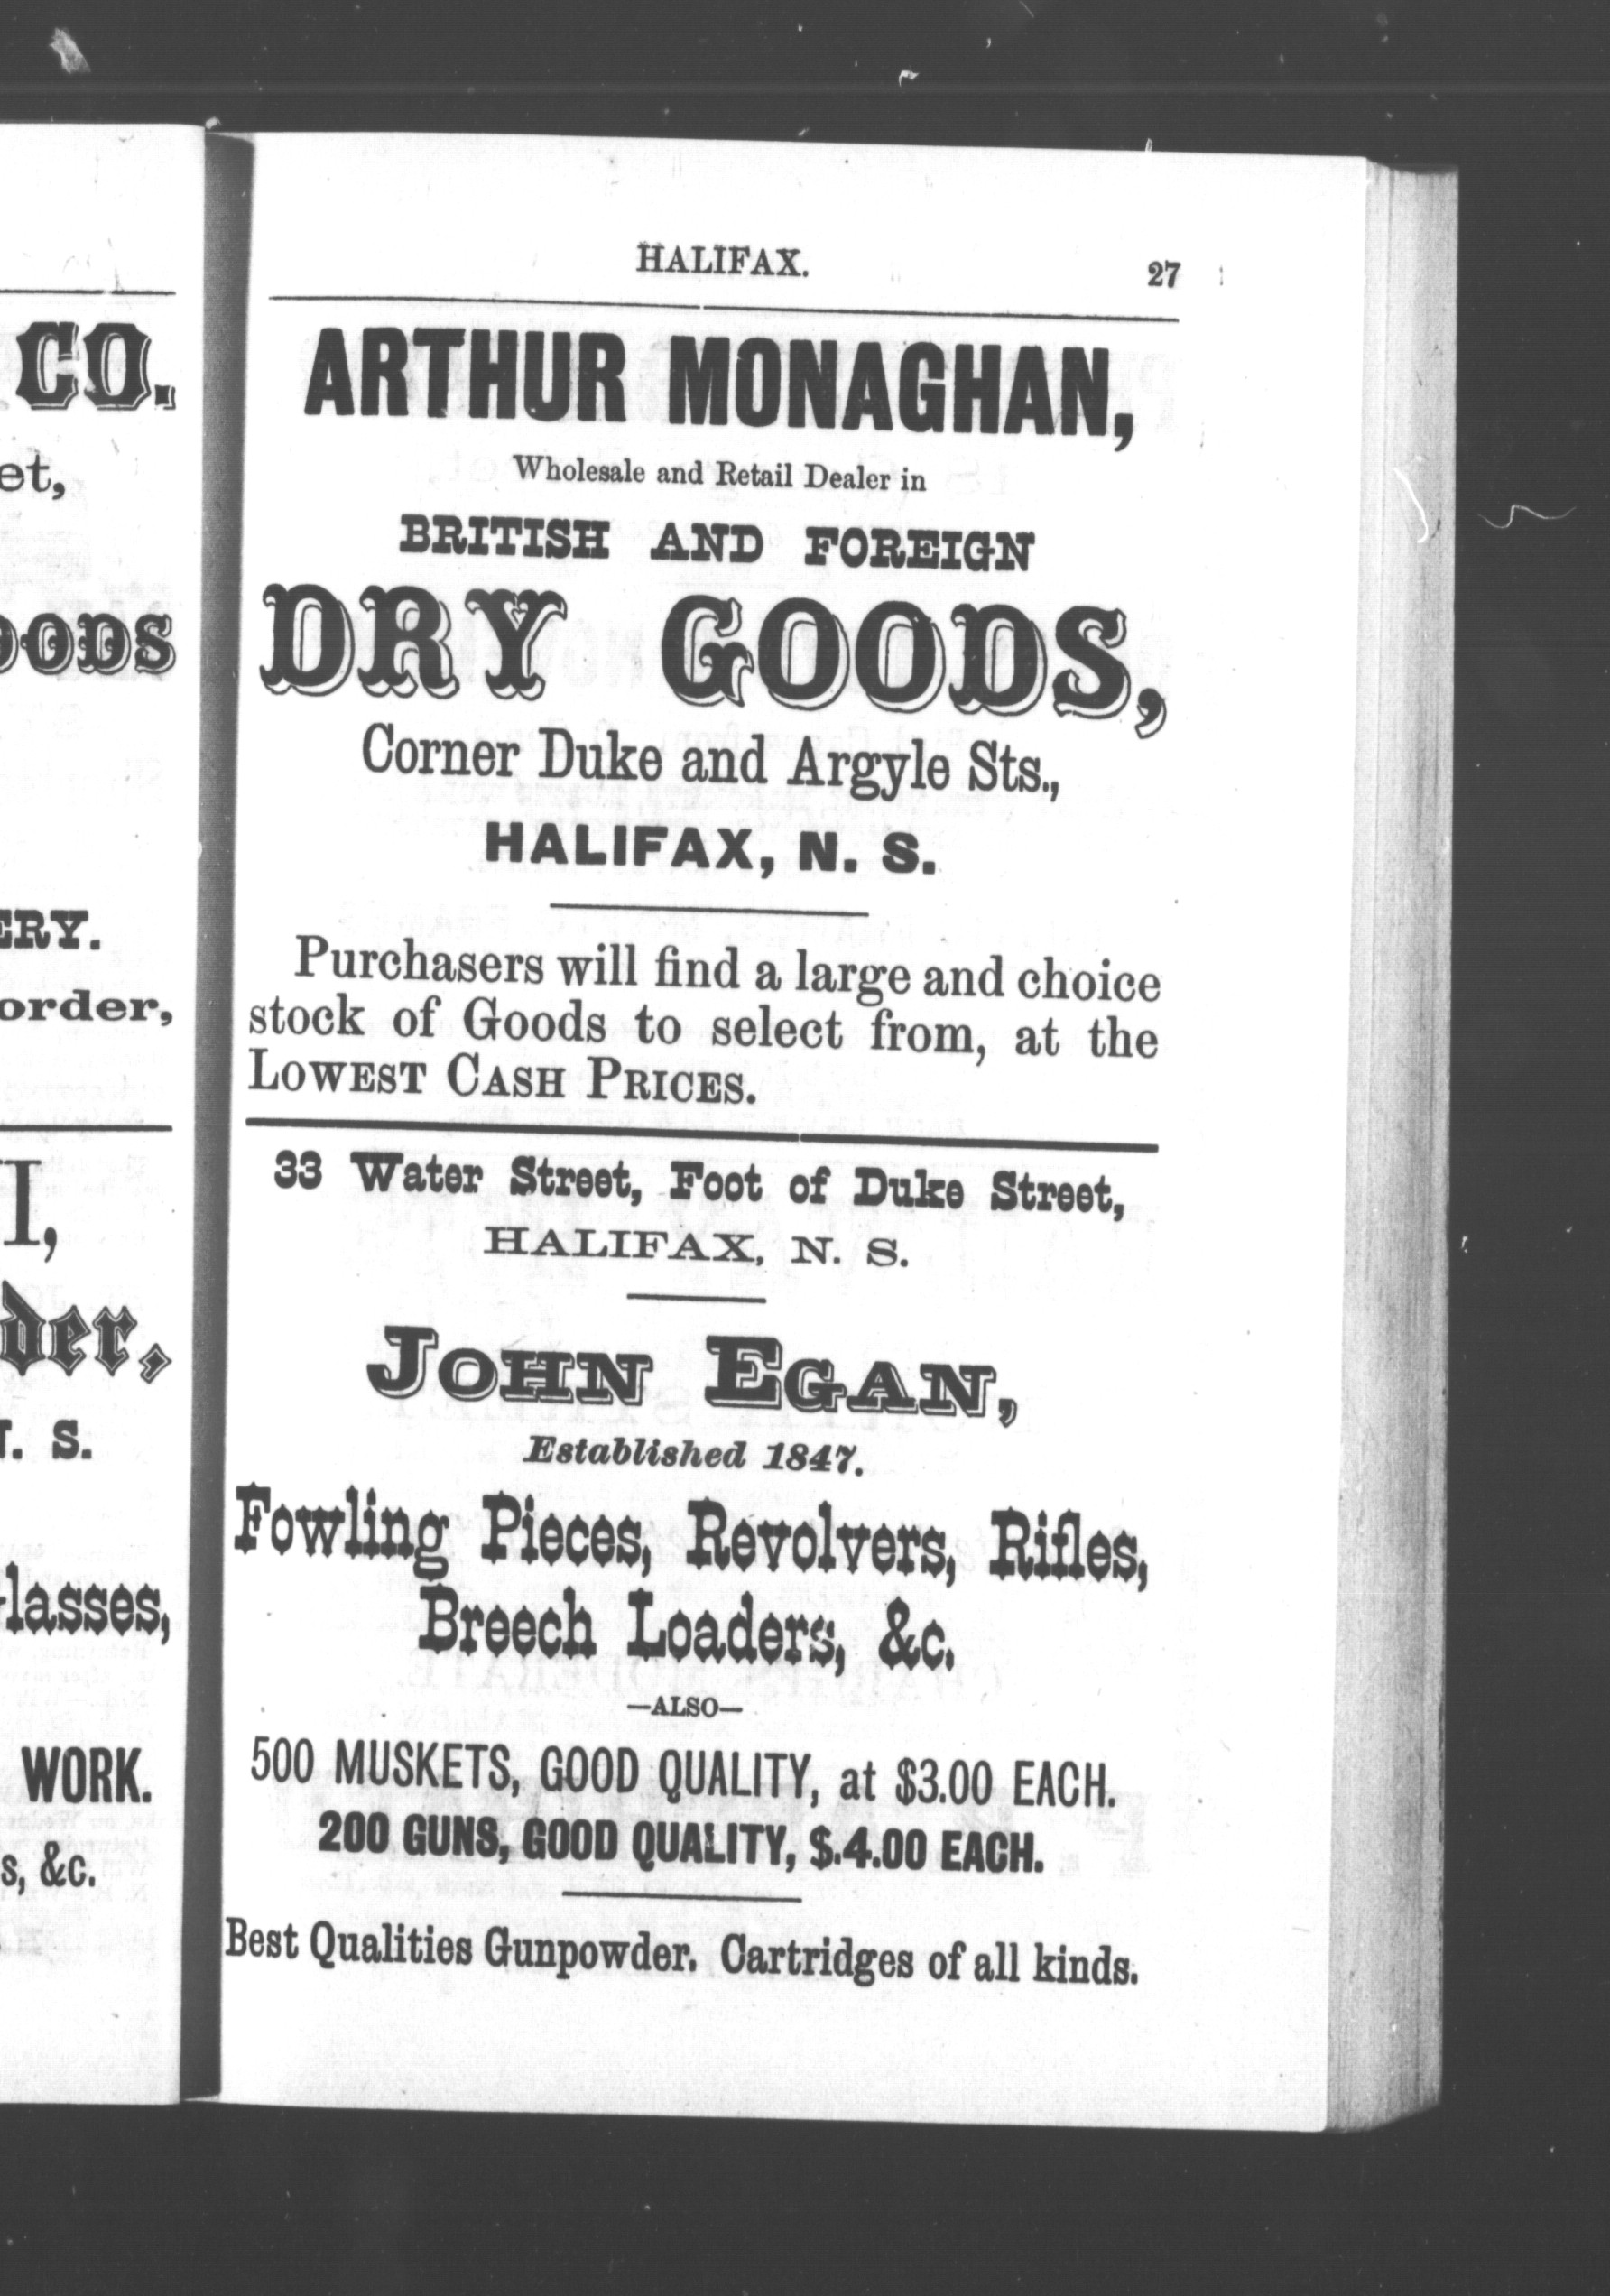 CO.
et,
ERY.
order,
I,
der,
S.
lasses,
WORK.
s, &c.
HALIFAX. 27
ARTHUR MONAGHAN,
Wholesale and Retail Dealer in
BRITISH AND FOREIGN
DRY GOODS,
Corner Duke and Argyle Sts.,
HALIFAX, N. S.
Purchasers will find a large and choice
stock of Goods to select from, at the
LOWEST CASH PRICES.
33 Water Street, Foot of Duke Street,
HALIFAX, N. S.
JOHN EGAN,
Established 1847.
Fowling Pieces, Revolvers, Rifles,
Breech Loaders, &c.
—ALSO—
500 MUSKETS, GOOD QUALITY, at $3.00 EACH.
200 GUNS, GOOD QUALITY, $.4.00 EACH.
Best Qualities Gunpowder. Cartridges of all kinds.